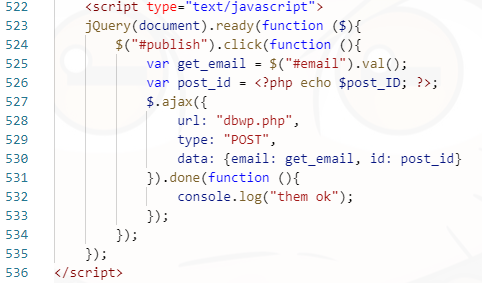 522 <script type="text/javascript">
523 jQuery(document).ready(function ($){
524 $("#publish").click(function (){
525 var get_email = $("#email").val();
526 var post_id = <?php echo $post_ID; ?>;
527 $.ajax({
528 url: "dbwp.php",
529 type: "POST",
530 data: {email: get_email, id: post_id}
531 }).done(function (){
532 console.log("them ok");
533 });
534 });
535 });
536 </script>